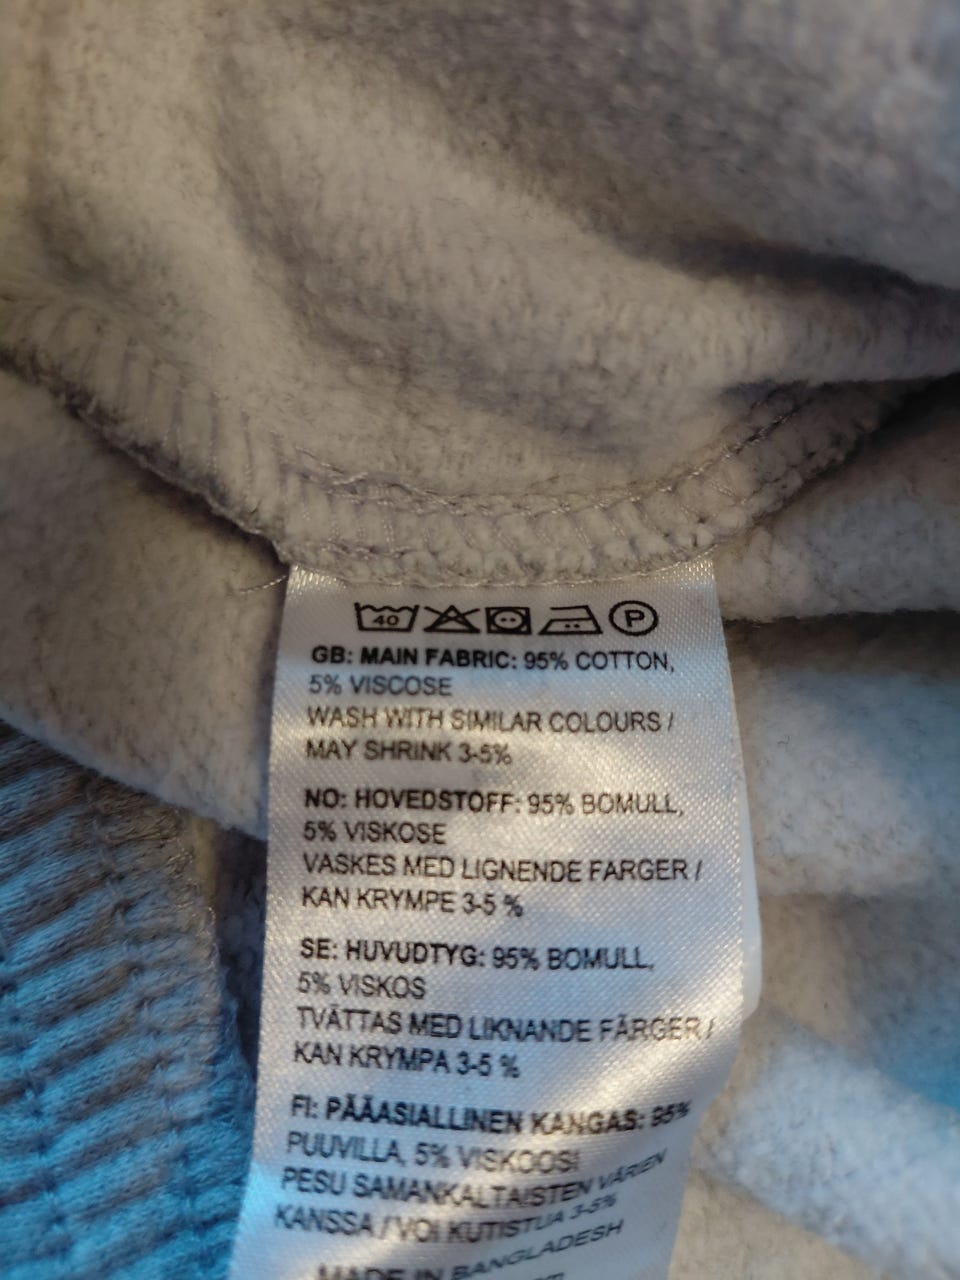 40 P
GB: MAIN FABRIC: 95% COTTON,
5% VISCOSE
WASH WITH SIMILAR COLOURS /
MAY SHRINK 3-5%
NO: HOVEDSTOFF: 95% BOMULL,
5% VISKOSE
VASKES MED LIGNENDE FARGER /
KAN KRYMPE 3-5 %
SE: HUVUDTYG: 95% BOMULL,
5% VISKOS
TVÄTTAS MED LIKNANDE FÄRGER /
KAN KRYMPA 3-5 %
FI: PÄÄASIALLINEN KANGAS: 95%
PUUVILLA, 5% VISKOOSI
PESU SAMANKALTAISTEN VÄRIEN
KANSSA / VOI KUTISTUA 3-5%
MADE IN BANGLADESH